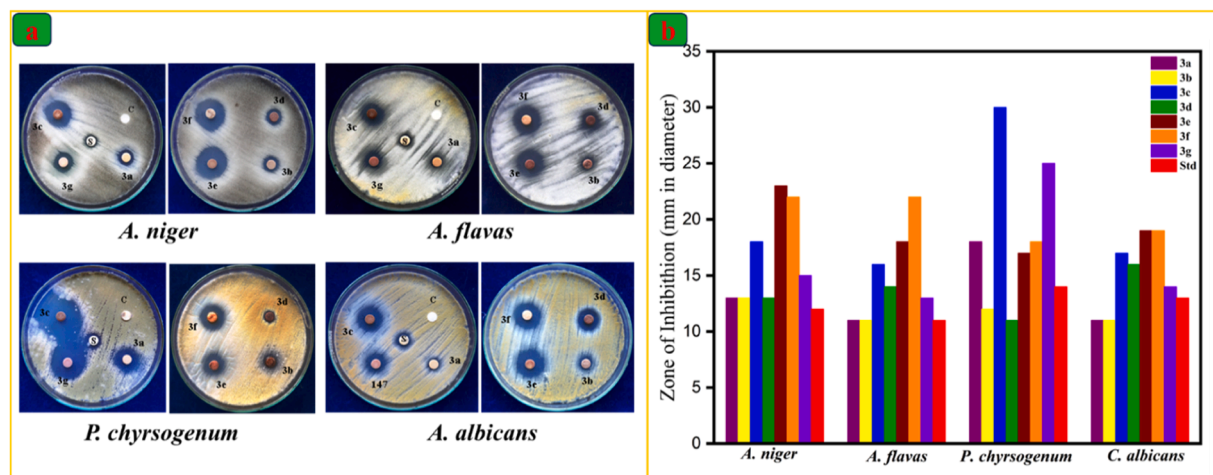 a
3c
C
S
3g
3a
3f
3d
3e
3b
A. niger
3c
C
S
3a
3g
3f
3d
3e
3b
A. flavas
3c
C
S
3a
3g
3f
3d
3e
3b
P. chyrsogenum
3c
C
S
3a
147
3f
3d
3e
3b
A. albicans
b
Zone of Inhibithion (mm in diameter)
35
30
25
20
15
10
5
0
3a
3b
3c
3d
3e
3f
3g
Std
A. niger
A. flavas
P. chyrsogenum
C. albicans